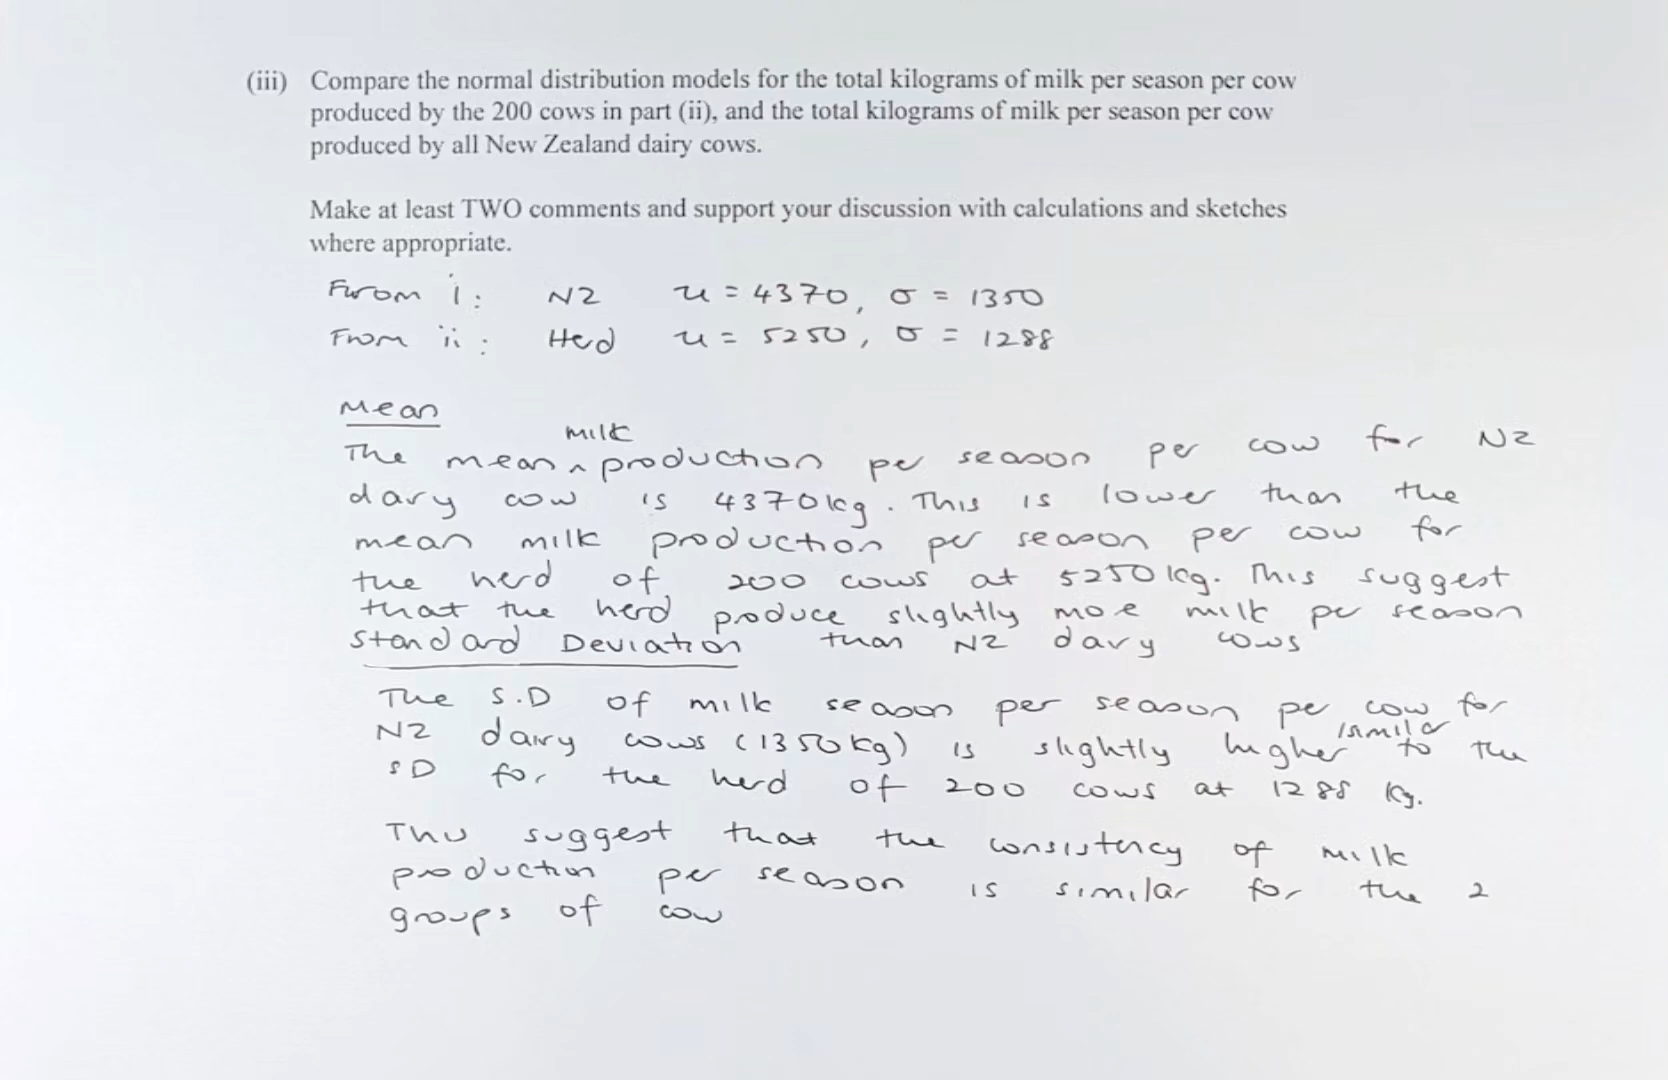 (iii) Compare the normal distribution models for the total kilograms of milk per season per cow
produced by the 200 cows in part (ii), and the total kilograms of milk per season per cow
produced by all New Zealand dairy cows.
Make at least TWO comments and support your discussion with calculations and sketches
where appropriate.
From i: NZ u = 4370, σ = 1350
From ii: Herd u = 5250, σ = 1288
Mean
milk
The mean ^ production per season per cow for NZ
dary cow is 4370kg. This is lower than the
mean milk production per season per cow for
the herd of 200 cows at 5250kg. This suggest
that the herd produce slightly more milk per season
Standard Deviation than NZ dary cows
The S.D of milk season per season per cow for
/similar
NZ dairy cows (1350kg) is slightly higher to the
SD for the herd of 200 cows at 1288 kg.
This suggest that the consistency of milk
production per season is similar for the 2
groups of cow